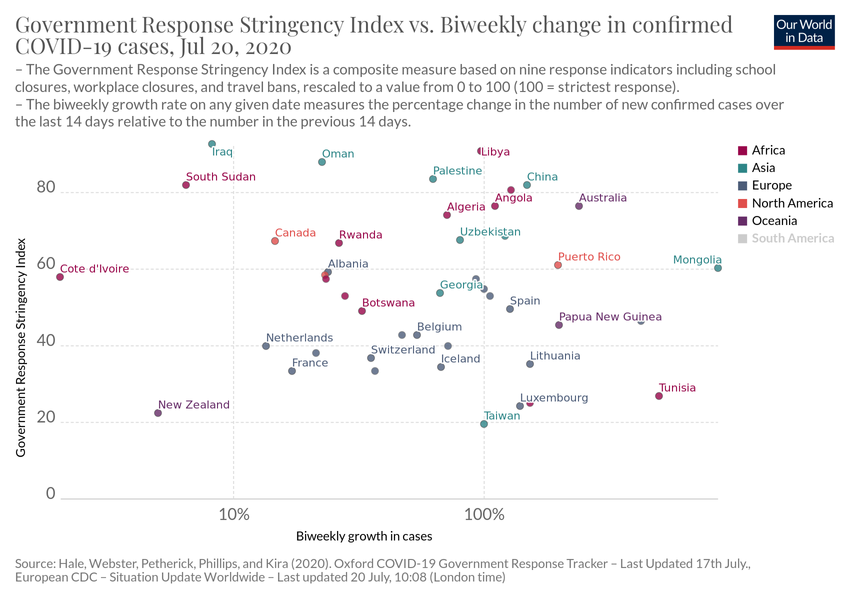 Government Response Stringency Index vs. Biweekly change in confirmed
COVID-19 cases, Jul 20, 2020
Our World
in Data
– The Government Response Stringency Index is a composite measure based on nine response indicators including school
closures, workplace closures, and travel bans, rescaled to a value from 0 to 100 (100 = strictest response).
– The biweekly growth rate on any given date measures the percentage change in the number of new confirmed cases over
the last 14 days relative to the number in the previous 14 days.
Iraq
Oman
Libya
Palestine
South Sudan
China
80
Algeria
Angola
Australia
Canada
Rwanda
Uzbekistan
Albania
Puerto Rico
Mongolia
60
Cote d'Ivoire
Georgia
Botswana
Spain
Papua New Guinea
Belgium
Netherlands
40
Switzerland
France
Iceland
Lithuania
Tunisia
New Zealand
Luxembourg
20
Taiwan
0
10%
100%
Government Response Stringency Index
Biweekly growth in cases
Africa
Asia
Europe
North America
Oceania
South America
Source: Hale, Webster, Petherick, Phillips, and Kira (2020). Oxford COVID-19 Government Response Tracker – Last Updated 17th July.,
European CDC – Situation Update Worldwide – Last updated 20 July, 10:08 (London time)